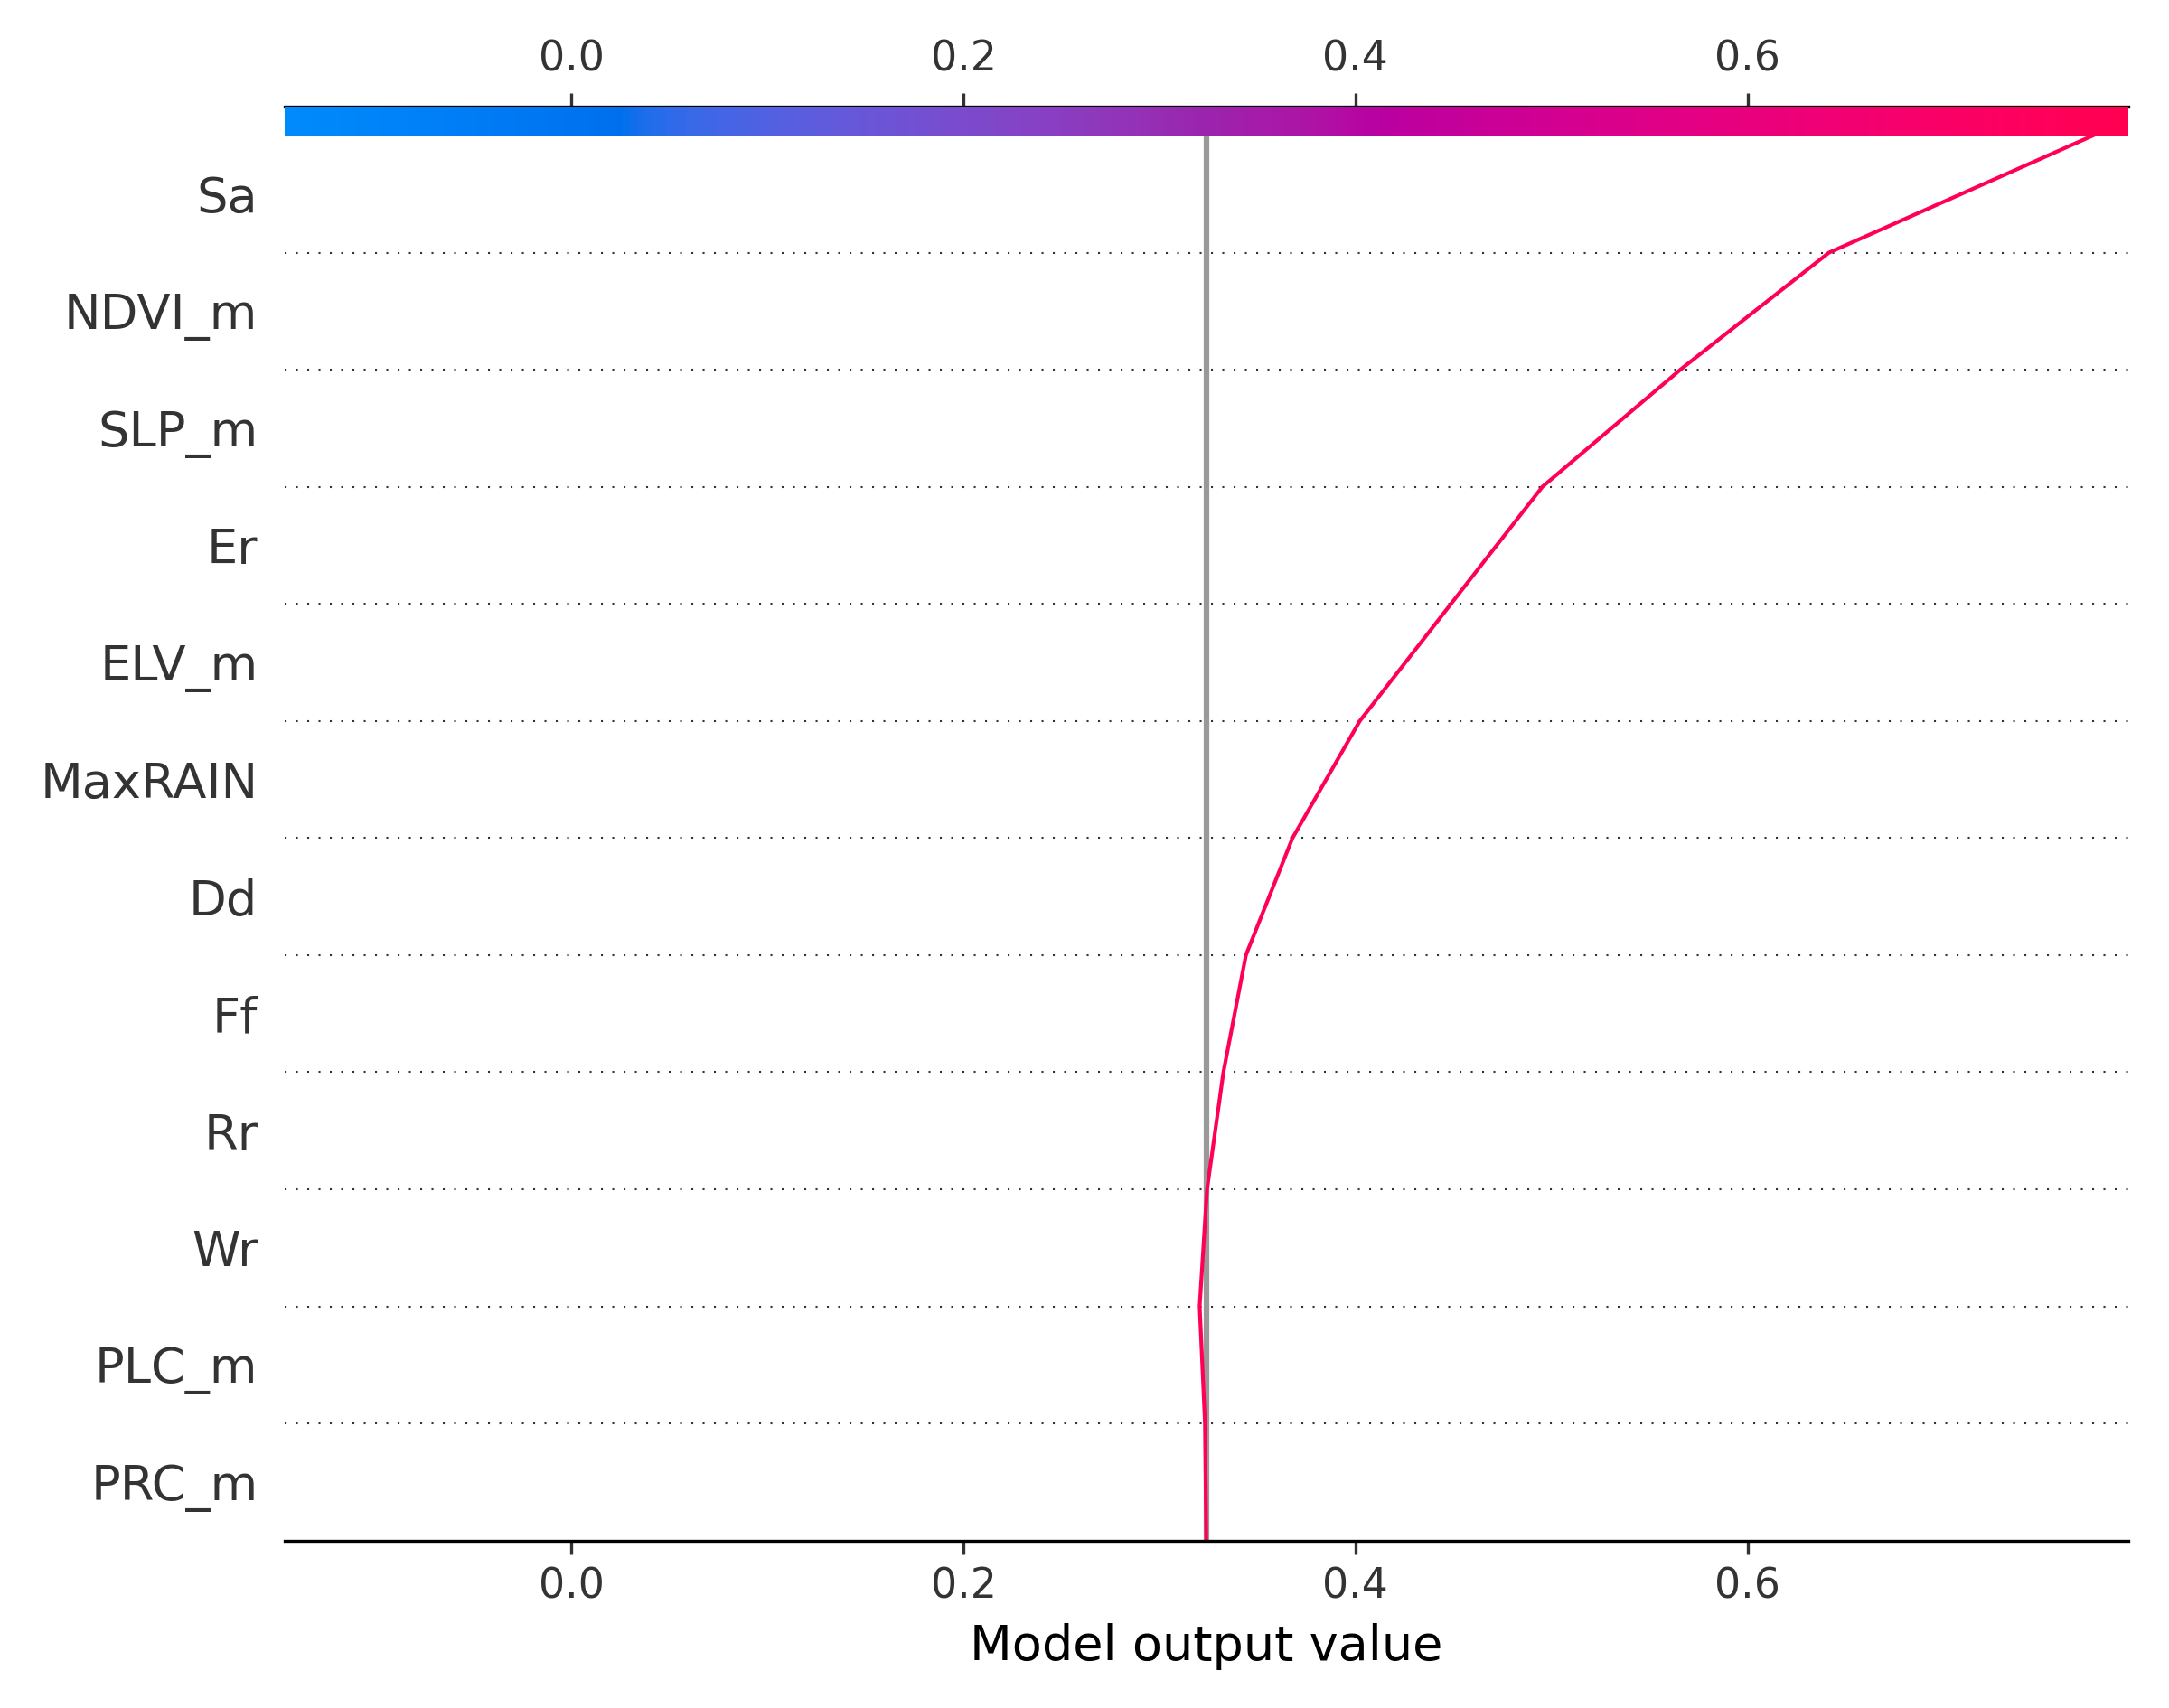 0.0 0.2 0.4 0.6
Sa
NDVI_m
SLP_m
Er
ELV_m
MaxRAIN
Dd
Ff
Rr
Wr
PLC_m
PRC_m
0.0 0.2 0.4 0.6
Model output value